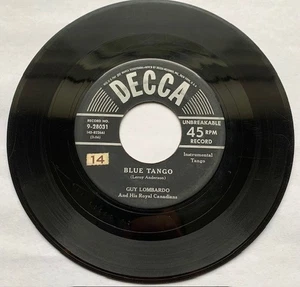 DECCA
RECORD NO.
9-28031
UNBREAKABLE
45 RPM
RECORD
14
Instrumental
Tango
BLUE TANGO
(Leroy Anderson)
GUY LOMBARDO
And His Royal Canadians